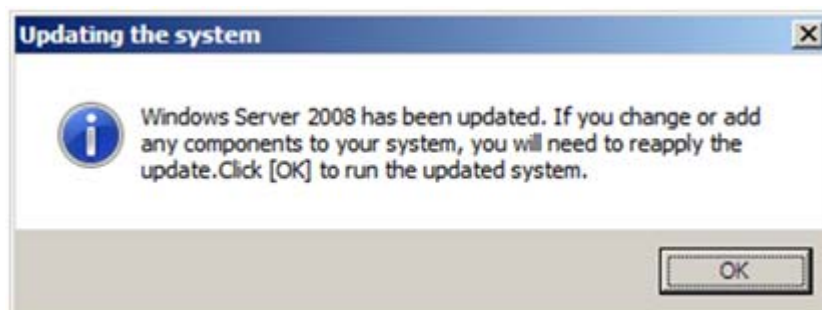 Updating the system
Windows Server 2008 has been updated. If you change or add
any components to your system, you will need to reapply the
update.Click [OK] to run the updated system.
OK